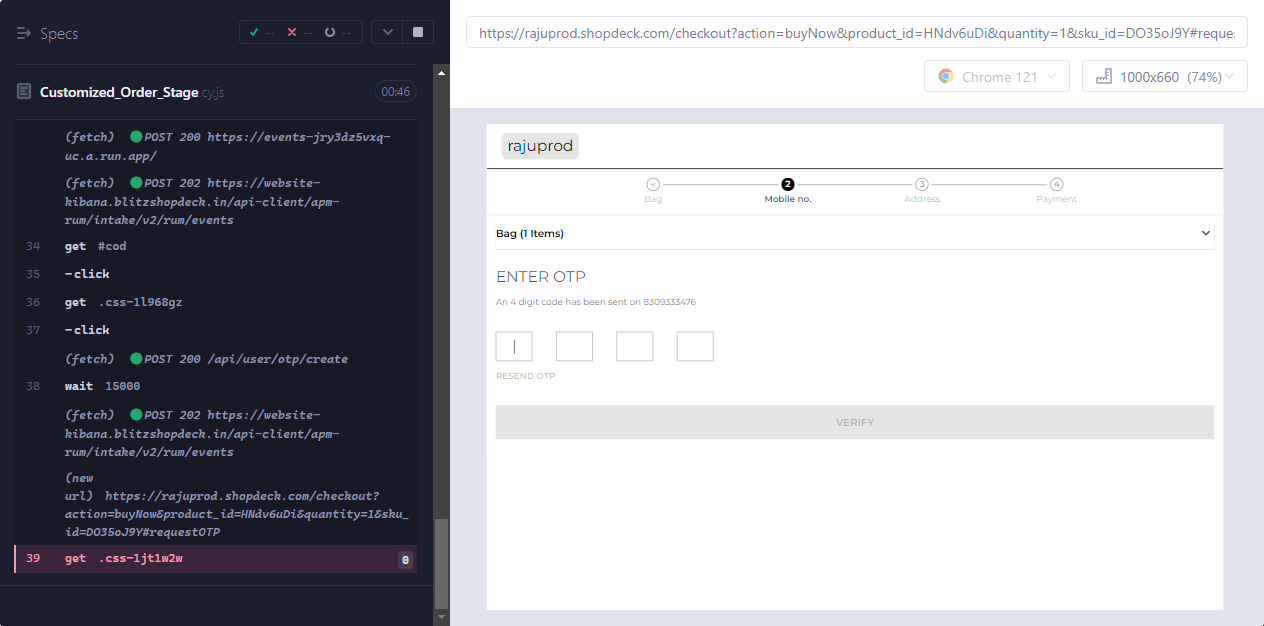 Specs
--
--
--
Customized_Order_Stage.cy.js
00:46
(fetch) POST 200 https://events-jry3dz5vxq-
uc.a.run.app/
(fetch) POST 202 https://website-
kibana.blitzshopdeck.in/api-client/apm-
rum/intake/v2/rum/events
34 get #cod
35 -click
36 get .css-1l968gz
37 -click
(fetch) POST 200 /api/user/otp/create
38 wait 15000
(fetch) POST 202 https://website-
kibana.blitzshopdeck.in/api-client/apm-
rum/intake/v2/rum/events
(new
url) https://rajuprod.shopdeck.com/checkout?
action=buyNow&product_id=HNdv6uDi&quantity=1&sku_
id=DO35oJ9Y#requestOTP
39 get .css-1jt1w2w 0
https://rajuprod.shopdeck.com/checkout?action=buyNow&product_id=HNdv6uDi&quantity=1&sku_id=DO35oJ9Y#reque
Chrome 121
1000x660 (74%)
rajuprod
2 3 4
Bag Mobile no. Address Payment
Bag (1 Items)
ENTER OTP
An 4 digit code has been sent on 8309333476
RESEND OTP
VERIFY